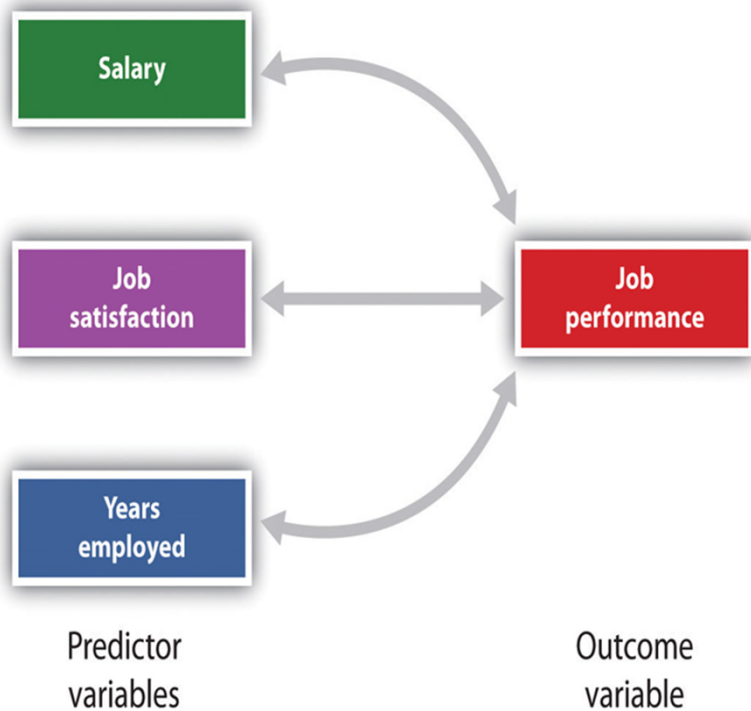 Salary
Job
satisfaction
Job
performance
Years
employed
Predictor
variables
Outcome
variable